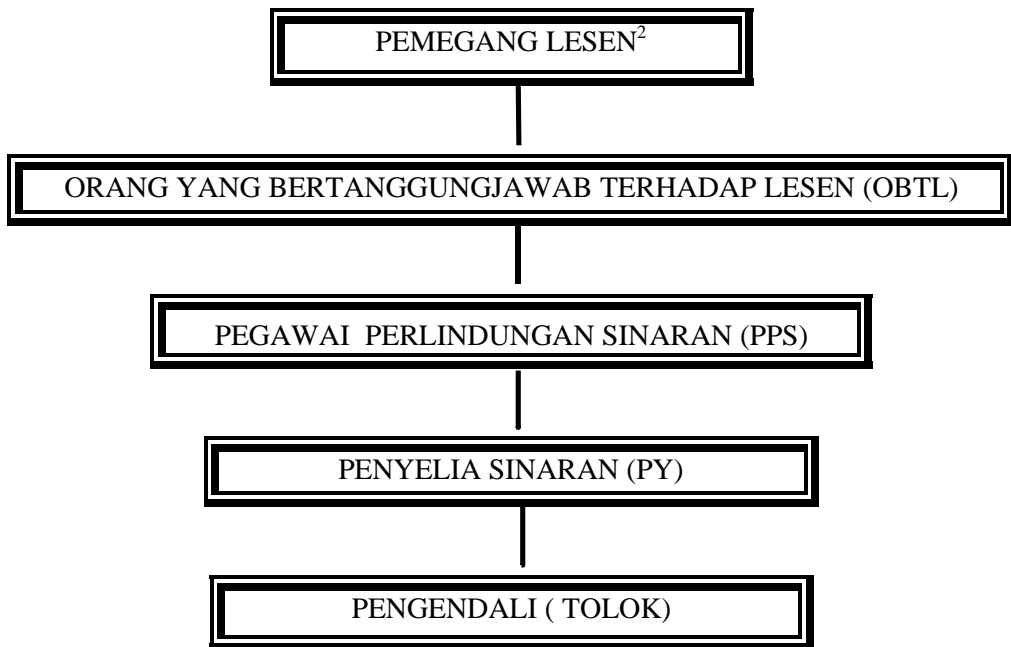 PEMEGANG LESEN²
ORANG YANG BERTANGGUNGJAWAB TERHADAP LESEN (OBTL)
PEGAWAI PERLINDUNGAN SINARAN (PPS)
PENYELIA SINARAN (PY)
PENGENDALI ( TOLOK)